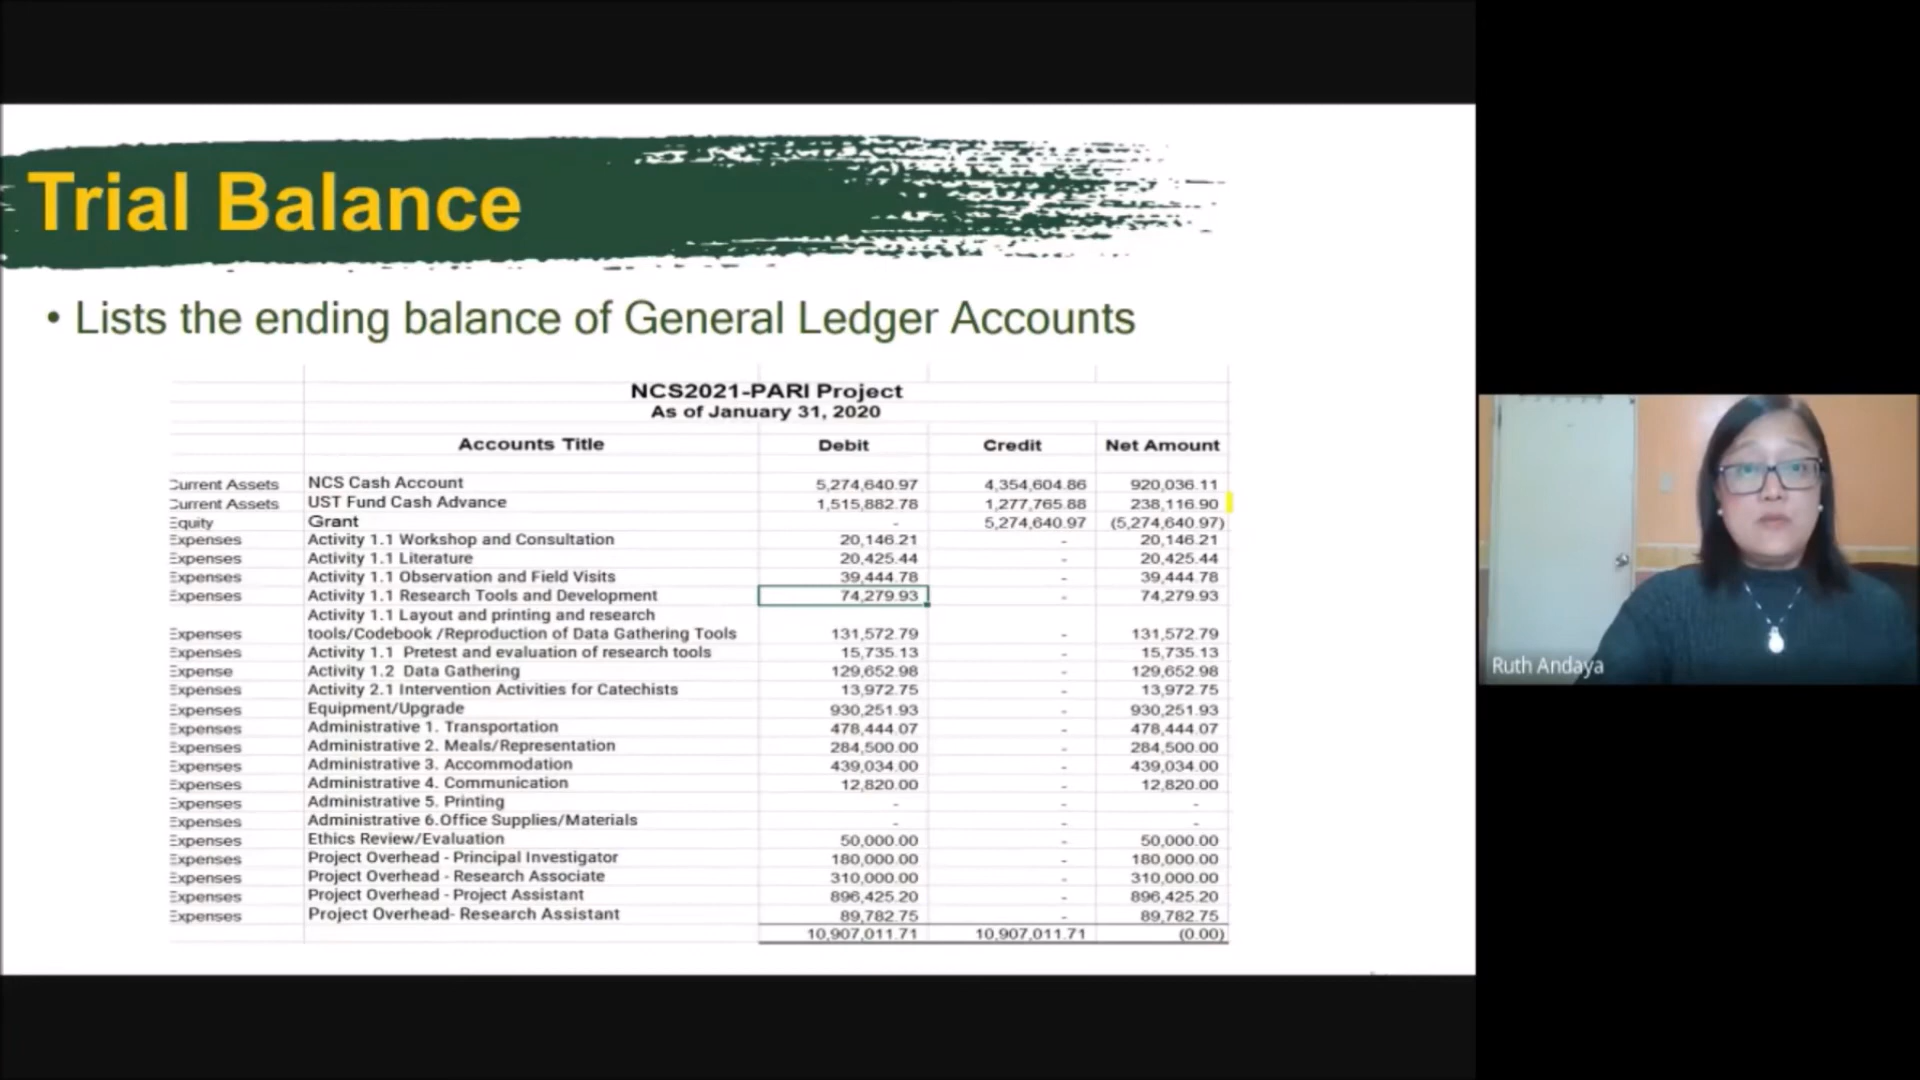 Trial Balance
• Lists the ending balance of General Ledger Accounts
NCS2021-PARI Project
As of January 31, 2020
Accounts Title Debit Credit Net Amount
Current Assets NCS Cash Account 5,274,640.97 4,354,604.86 920,036.11
Current Assets UST Fund Cash Advance 1,515,882.78 1,277,765.88 238,116.90
Equity Grant - 5,274,640.97 (5,274,640.97)
Expenses Activity 1.1 Workshop and Consultation 20,146.21 - 20,146.21
Expenses Activity 1.1 Literature 20,425.44 - 20,425.44
Expenses Activity 1.1 Observation and Field Visits 39,444.78 - 39,444.78
Expenses Activity 1.1 Research Tools and Development 74,279.93 - 74,279.93
Activity 1.1 Layout and printing and research
Expenses tools/Codebook /Reproduction of Data Gathering Tools 131,572.79 - 131,572.79
Expenses Activity 1.1 Pretest and evaluation of research tools 15,735.13 - 15,735.13
Expense Activity 1.2 Data Gathering 129,652.98 - 129,652.98
Expenses Activity 2.1 Intervention Activities for Catechists 13,972.75 - 13,972.75
Expenses Equipment/Upgrade 930,251.93 - 930,251.93
Expenses Administrative 1. Transportation 478,444.07 - 478,444.07
Expenses Administrative 2. Meals/Representation 284,500.00 - 284,500.00
Expenses Administrative 3. Accommodation 439,034.00 - 439,034.00
Expenses Administrative 4. Communication 12,820.00 - 12,820.00
Expenses Administrative 5. Printing - - -
Expenses Administrative 6.Office Supplies/Materials - - -
Expenses Ethics Review/Evaluation 50,000.00 - 50,000.00
Expenses Project Overhead - Principal Investigator 180,000.00 - 180,000.00
Expenses Project Overhead - Research Associate 310,000.00 - 310,000.00
Expenses Project Overhead - Project Assistant 896,425.20 - 896,425.20
Expenses Project Overhead- Research Assistant 89,782.75 - 89,782.75
10,907,011.71 10,907,011.71 (0.00)
Ruth Andaya